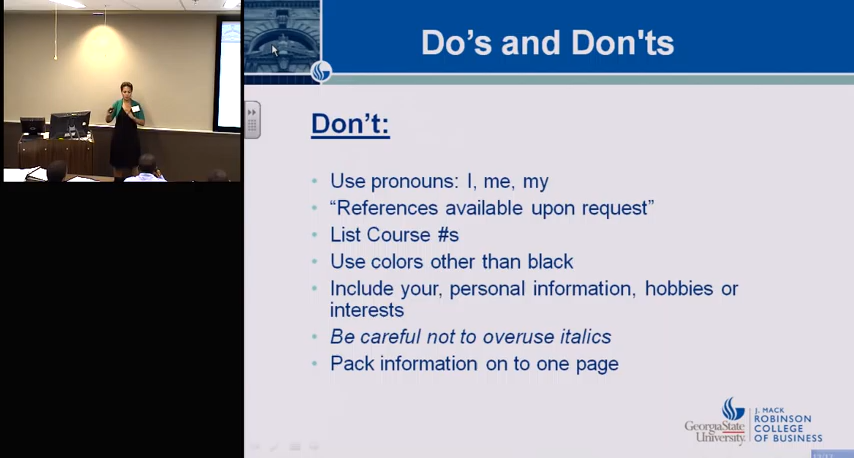 Do's and Don'ts
Don't:
• Use pronouns: I, me, my
• “References available upon request”
• List Course #s
• Use colors other than black
• Include your, personal information, hobbies or
interests
• Be careful not to overuse italics
• Pack information on to one page
GeorgiaState
University
J. MACK
ROBINSON
COLLEGE
OF BUSINESS